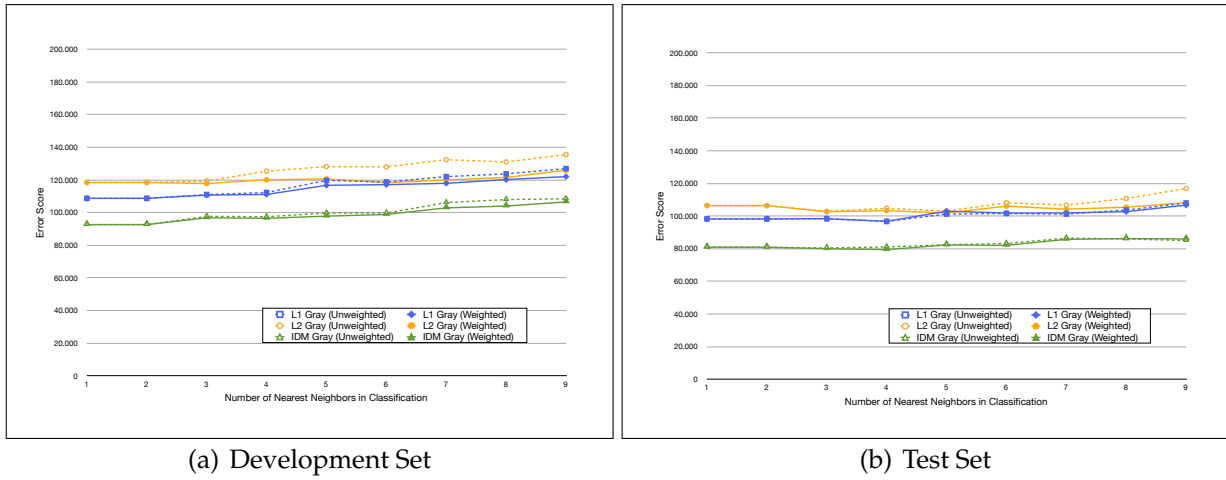 200.000
180.000
160.000
140.000
120.000
100.000
80.000
60.000
40.000
20.000
0
Error Score
L1 Gray (Unweighted) L1 Gray (Weighted)
L2 Gray (Unweighted) L2 Gray (Weighted)
IDM Gray (Unweighted) IDM Gray (Weighted)
1 2 3 4 5 6 7 8 9
Number of Nearest Neighbors in Classification
(a) Development Set
200.000
180.000
160.000
140.000
120.000
100.000
80.000
60.000
40.000
20.000
0
Error Score
L1 Gray (Unweighted) L1 Gray (Weighted)
L2 Gray (Unweighted) L2 Gray (Weighted)
IDM Gray (Unweighted) IDM Gray (Weighted)
1 2 3 4 5 6 7 8 9
Number of Nearest Neighbors in Classification
(b) Test Set